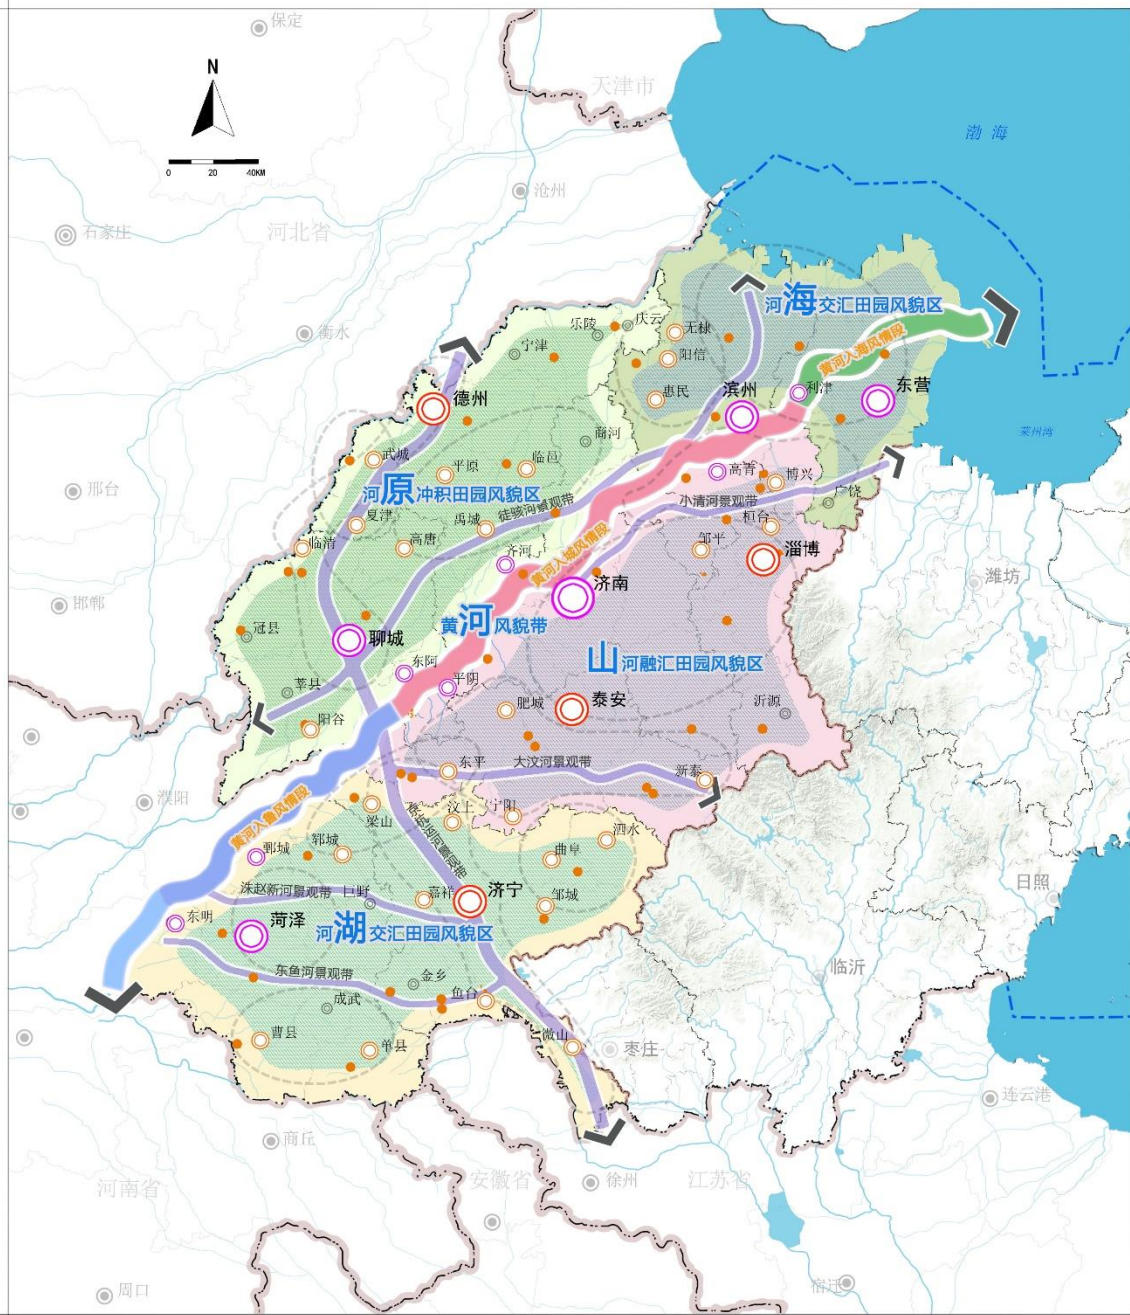 保定
N
天津市
渤海
0 20 40KM
沧州
石家庄
河北省
衡水
乐陵
庆云
无棣
河海交汇田园风貌区
宁津
阳信
黄河入海风情段
惠民
滨州
利津
东营
德州
莱州湾
商河
武城
平原
临邑
高青
博兴
邢台
河原冲积田园风貌区
徒骇河景观带
小清河景观带
广饶
夏津
禹城
桓台
临清
高唐
齐河
黄河入城风情段
邹平
淄博
潍坊
济南
邯郸
冠县
聊城
黄河风貌带
山河融汇田园风貌区
东阿
平阴
莘县
肥城
泰安
沂源
阳谷
东平
大汶河景观带
新泰
濮阳
黄河入鲁风情段
梁山
汶上
宁阳
泗水
郓城
鄄城
曲阜
洙赵新河景观带
巨野
嘉祥
济宁
邹城
日照
东明
菏泽
河湖交汇田园风貌区
东鱼河景观带
金乡
鱼台
临沂
成武
曹县
单县
微山
枣庄
连云港
商丘
河南省
安徽省
徐州
江苏省
周口
宿迁